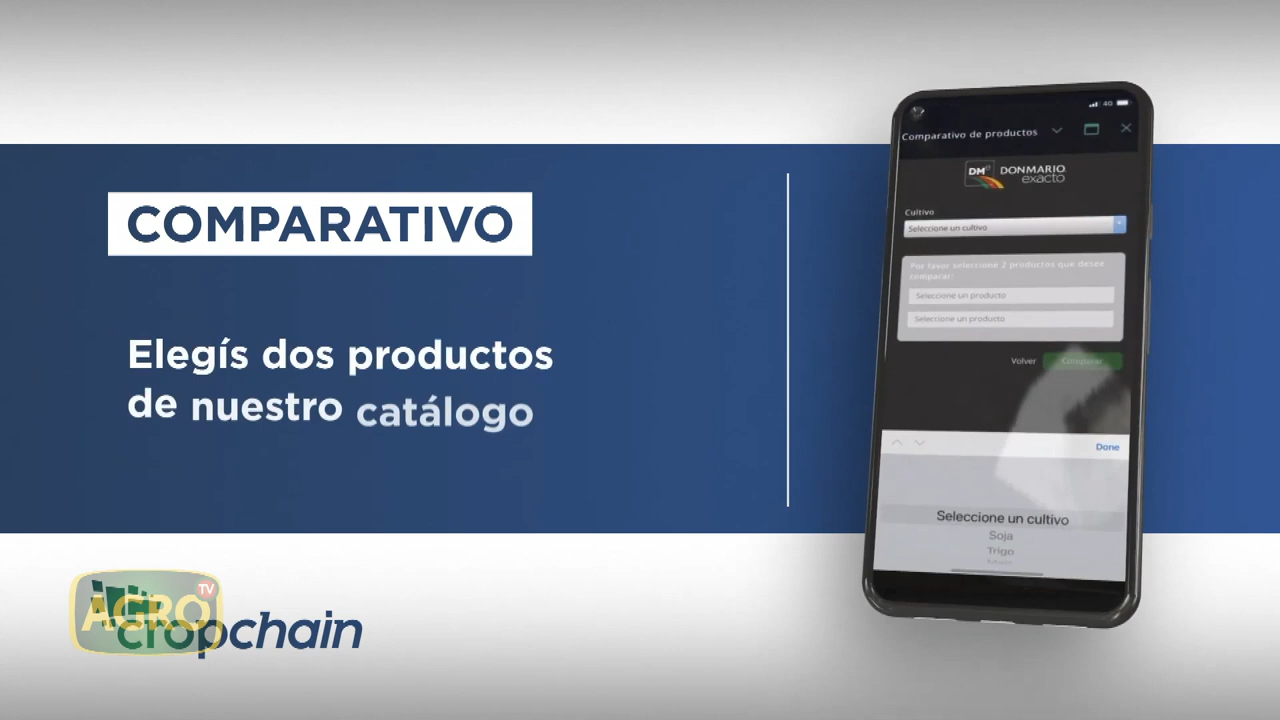 COMPARATIVO
Elegís dos productos
de nuestro catálogo
4G
Comparativo de productos
DM
DONMARIO
exacto
Cultivo
Seleccione un cultivo
Por favor seleccione 2 productos que desee
comparar:
Seleccione un producto
Seleccione un producto
Volver
Comparar
Done
Seleccione un cultivo
Soja
Trigo
AGRO
TV
cropchain